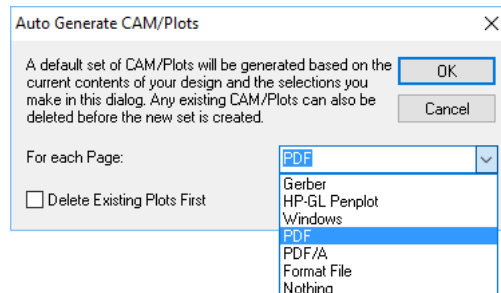 Auto Generate CAM/Plots
A default set of CAM/Plots will be generated based on the
current contents of your design and the selections you
make in this dialog. Any existing CAM/Plots can also be
deleted before the new set is created.
OK
Cancel
For each Page:
PDF
Delete Existing Plots First
Gerber
HP-GL Penplot
Windows
PDF
PDF/A
Format File
Nothing